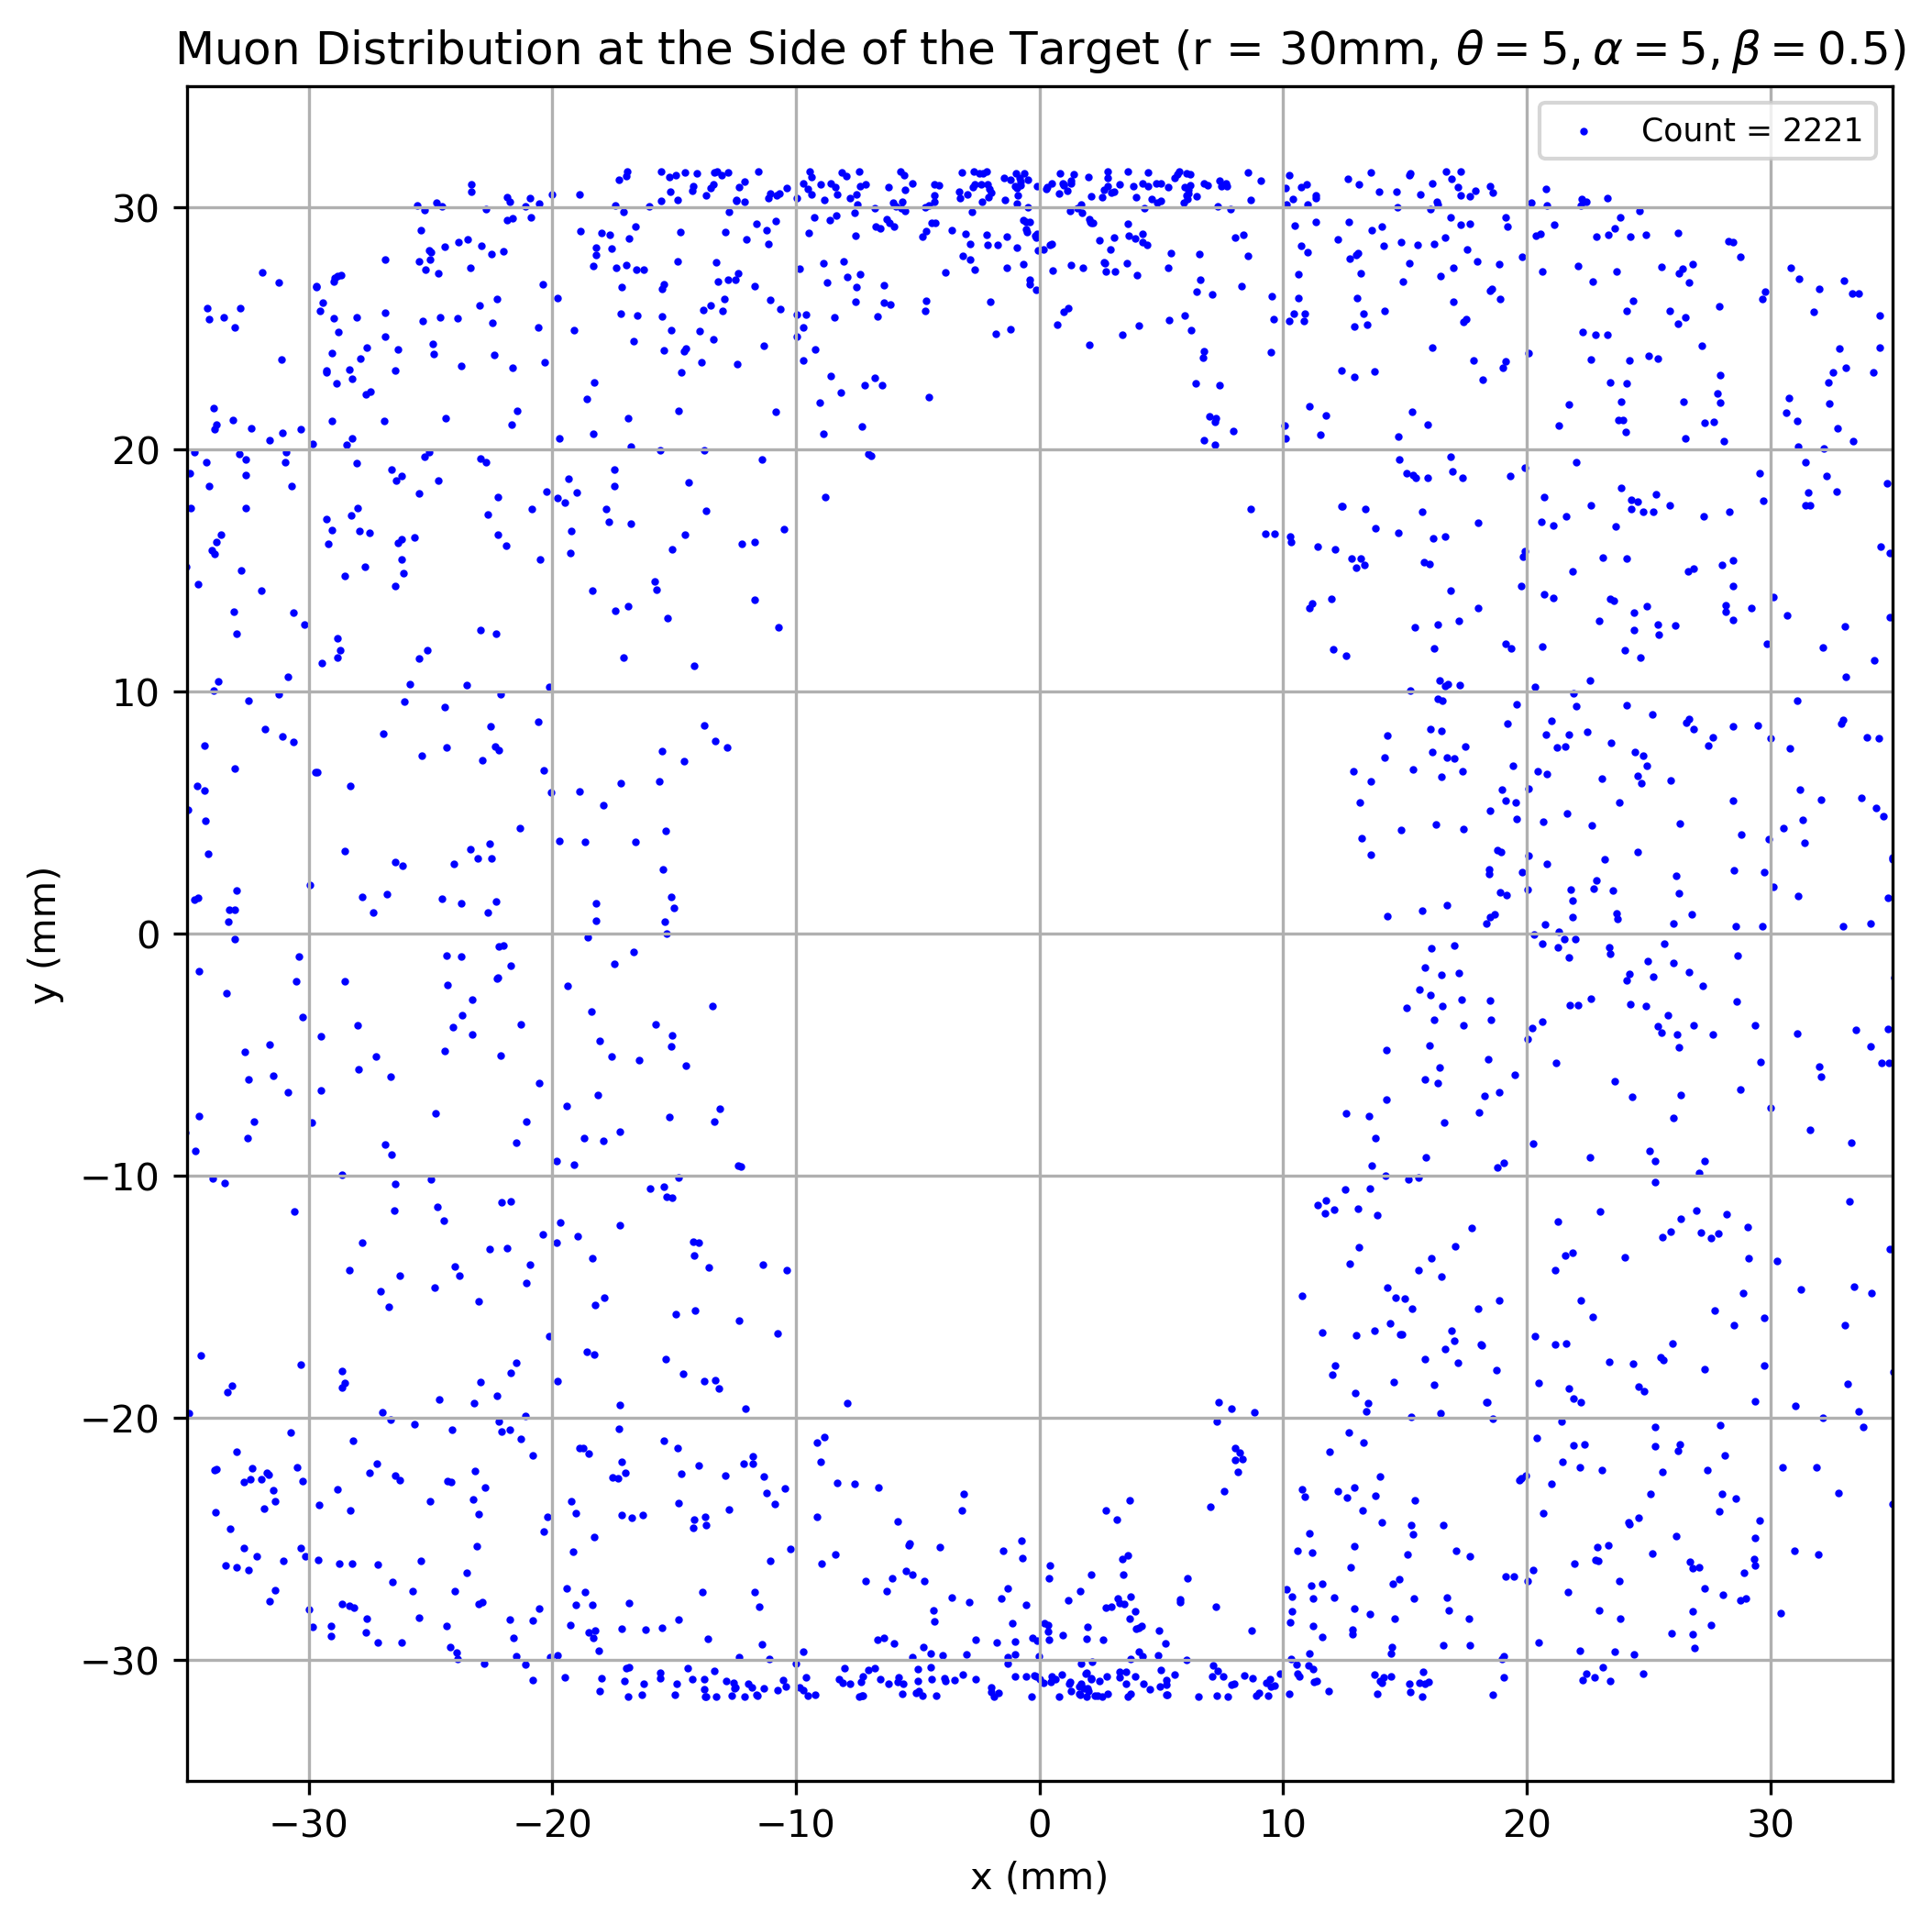 Muon Distribution at the Side of the Target (r = 30mm, θ = 5, α = 5, β = 0.5)
Count = 2221
30
20
10
0
−10
−20
−30
y (mm)
−30 −20 −10 0 10 20 30
x (mm)